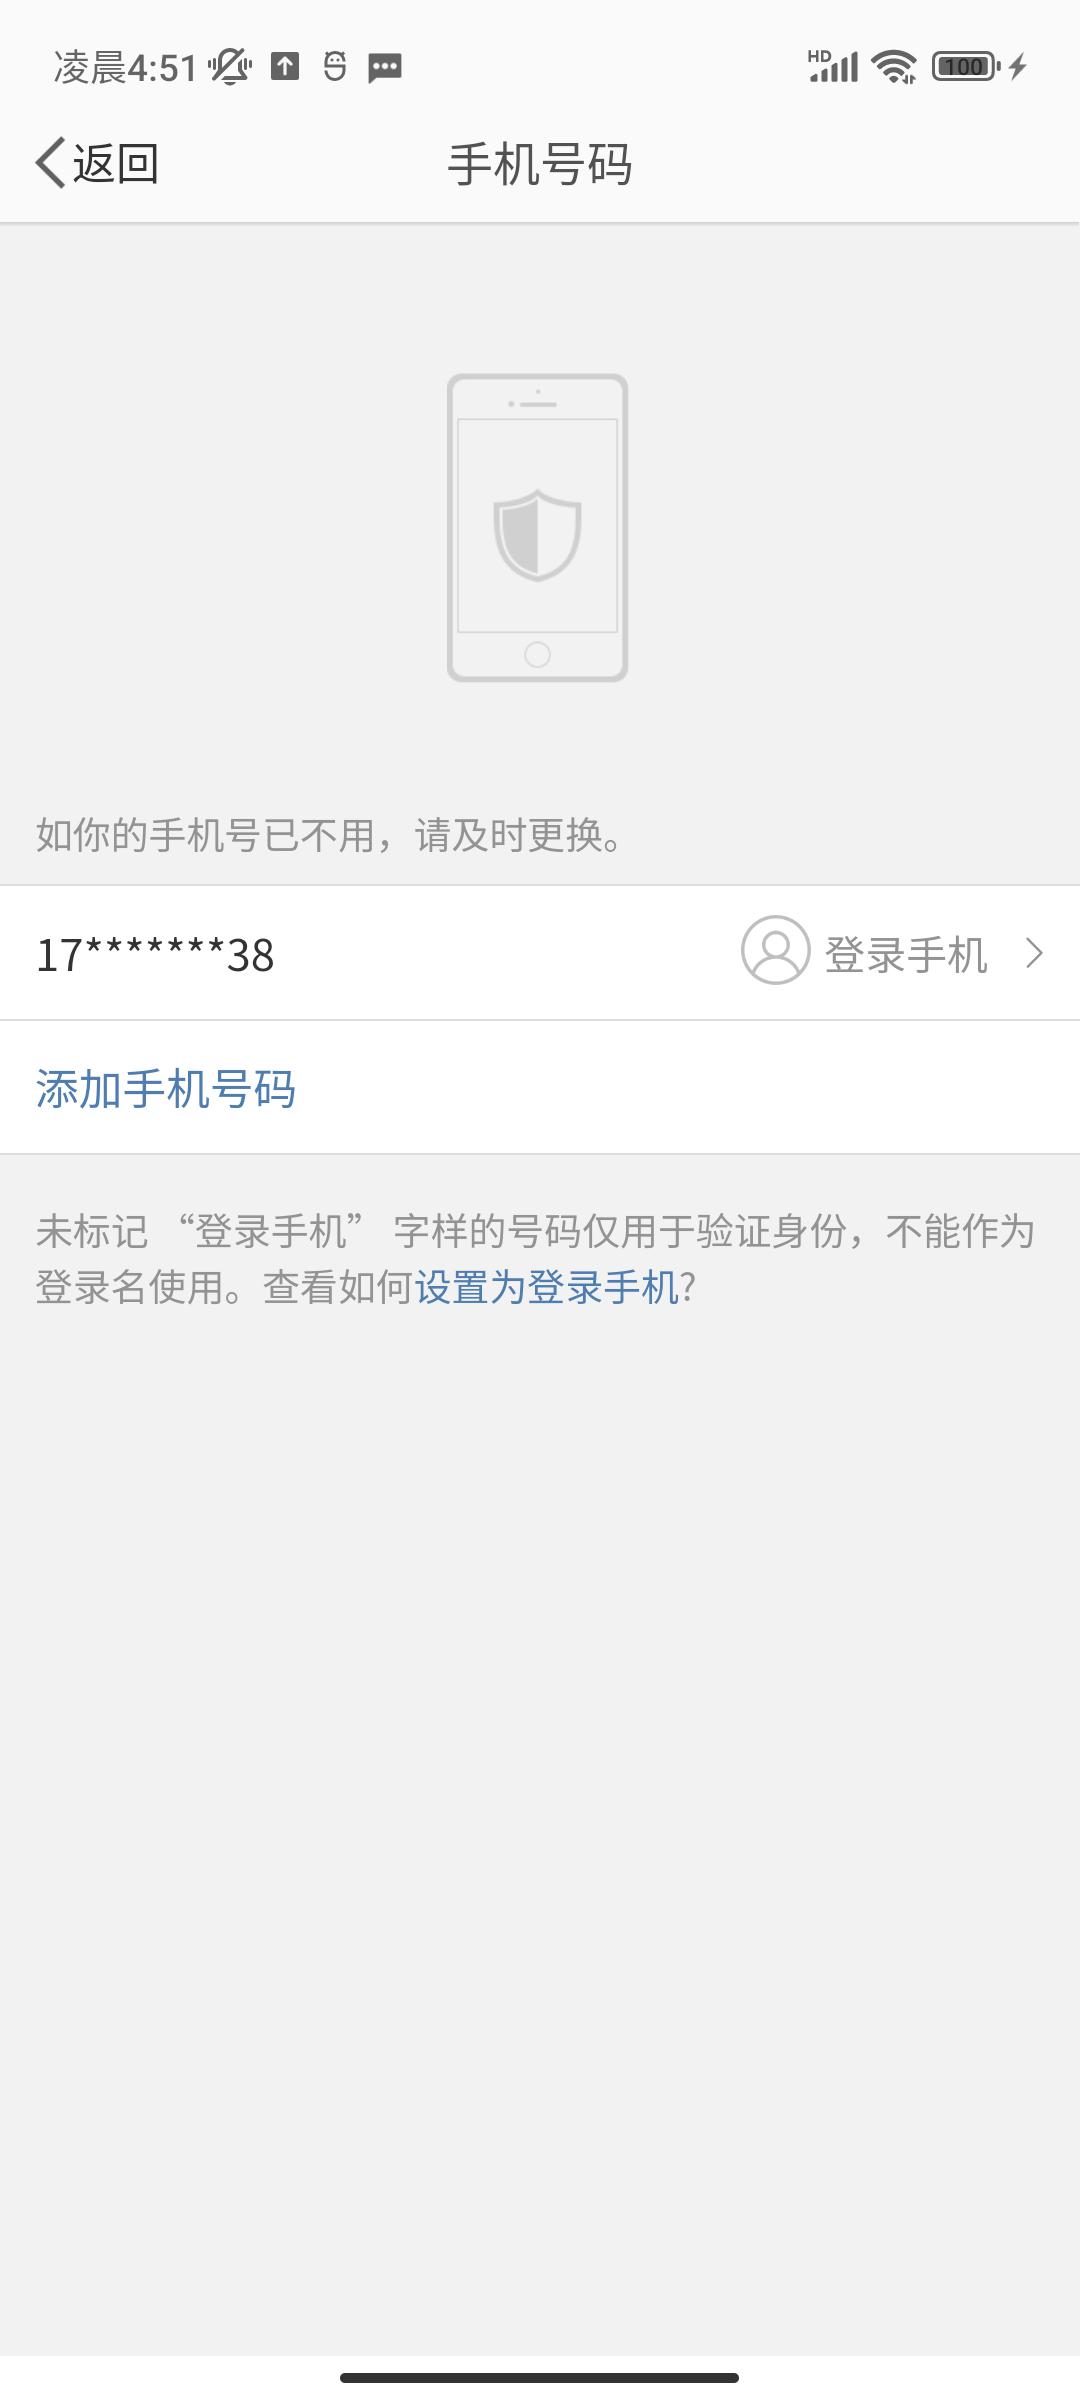 凌晨4:51
HD
100
返回
手机号码
如你的手机号已不用，请及时更换。
17*******38
登录手机
添加手机号码
未标记 “登录手机” 字样的号码仅用于验证身份，不能作为
登录名使用。查看如何设置为登录手机?